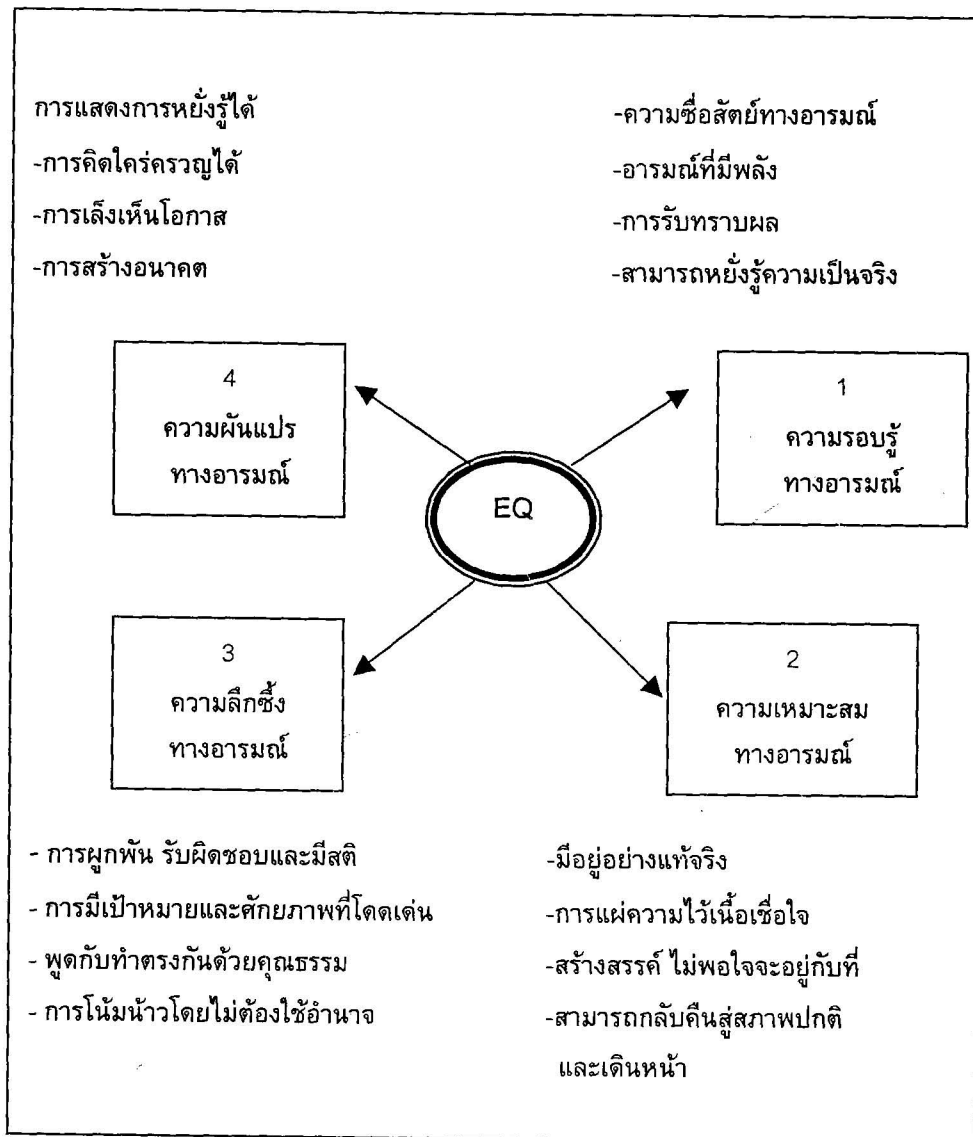 การแสดงการหยั่งรู้ได้
-การคิดใคร่ครวญได้
-การเล็งเห็นโอกาส
-การสร้างอนาคต
-ความซื่อสัตย์ทางอารมณ์
-อารมณ์ที่มีพลัง
-การรับทราบผล
-สามารถหยั่งรู้ความเป็นจริง
4
ความผันแปร
ทางอารมณ์
1
ความรอบรู้
ทางอารมณ์
EQ
3
ความลึกซึ้ง
ทางอารมณ์
2
ความเหมาะสม
ทางอารมณ์
- การผูกพัน รับผิดชอบและมีสติ
- การมีเป้าหมายและศักยภาพที่โดดเด่น
- พูดกับทำตรงกันด้วยคุณธรรม
- การโน้มน้าวโดยไม่ต้องใช้อำนาจ
-มีอยู่อย่างแท้จริง
-การแผ่ความไว้เนื้อเชื่อใจ
-สร้างสรรค์ ไม่พอใจจะอยู่กับที่
-สามารถกลับคืนสู่สภาพปกติ
และเดินหน้า